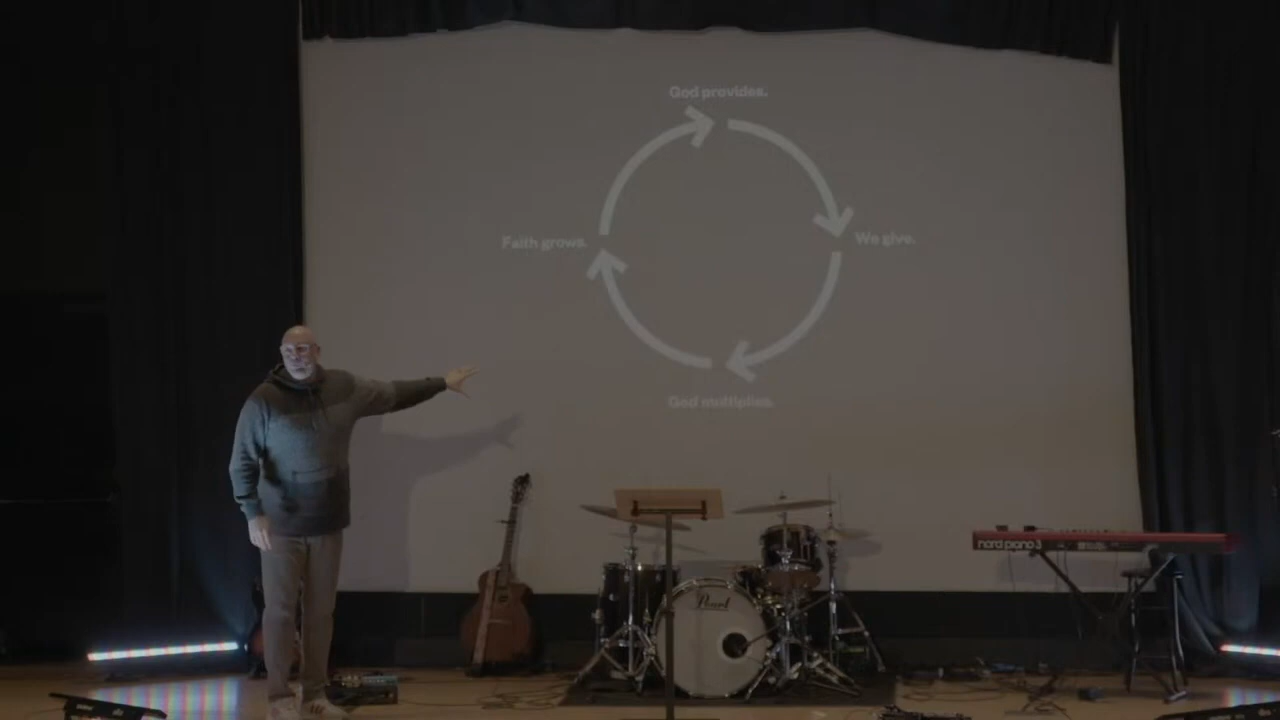 God provides.
Faith grows.
We give.
God multiplies.
Pearl
nord piano 3